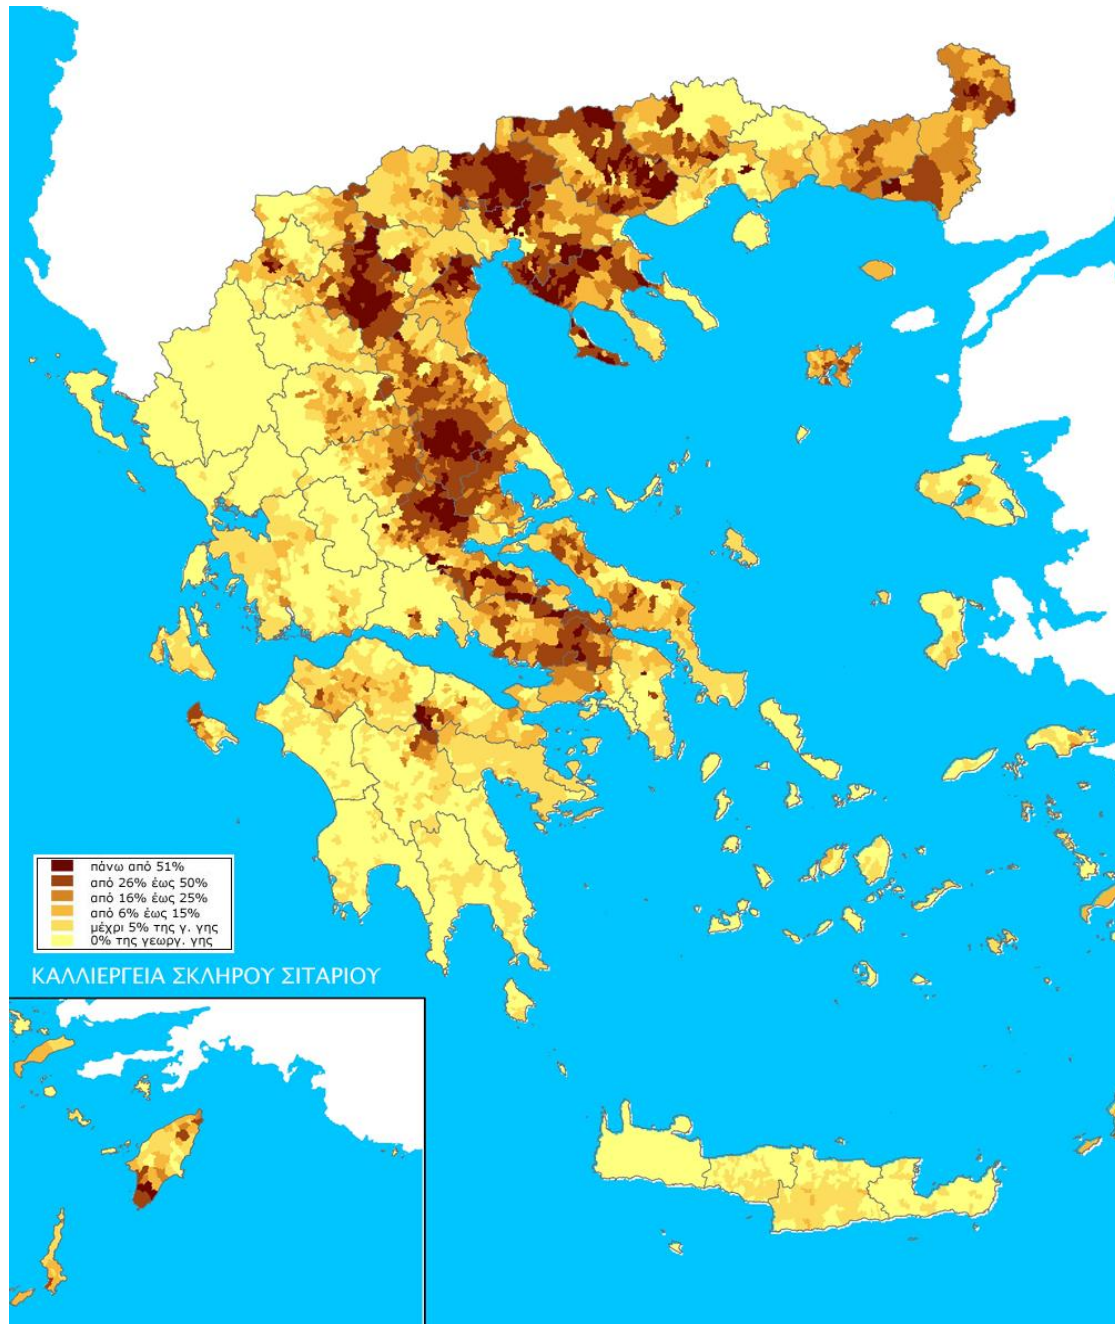 πάνω από 51%
από 26% έως 50%
από 16% έως 25%
από 6% έως 15%
μέχρι 5% της γ. γης
0% της γεωργ. γης
ΚΑΛΛΙΕΡΓΕΙΑ ΣΚΛΗΡΟΥ ΣΙΤΑΡΙΟΥ